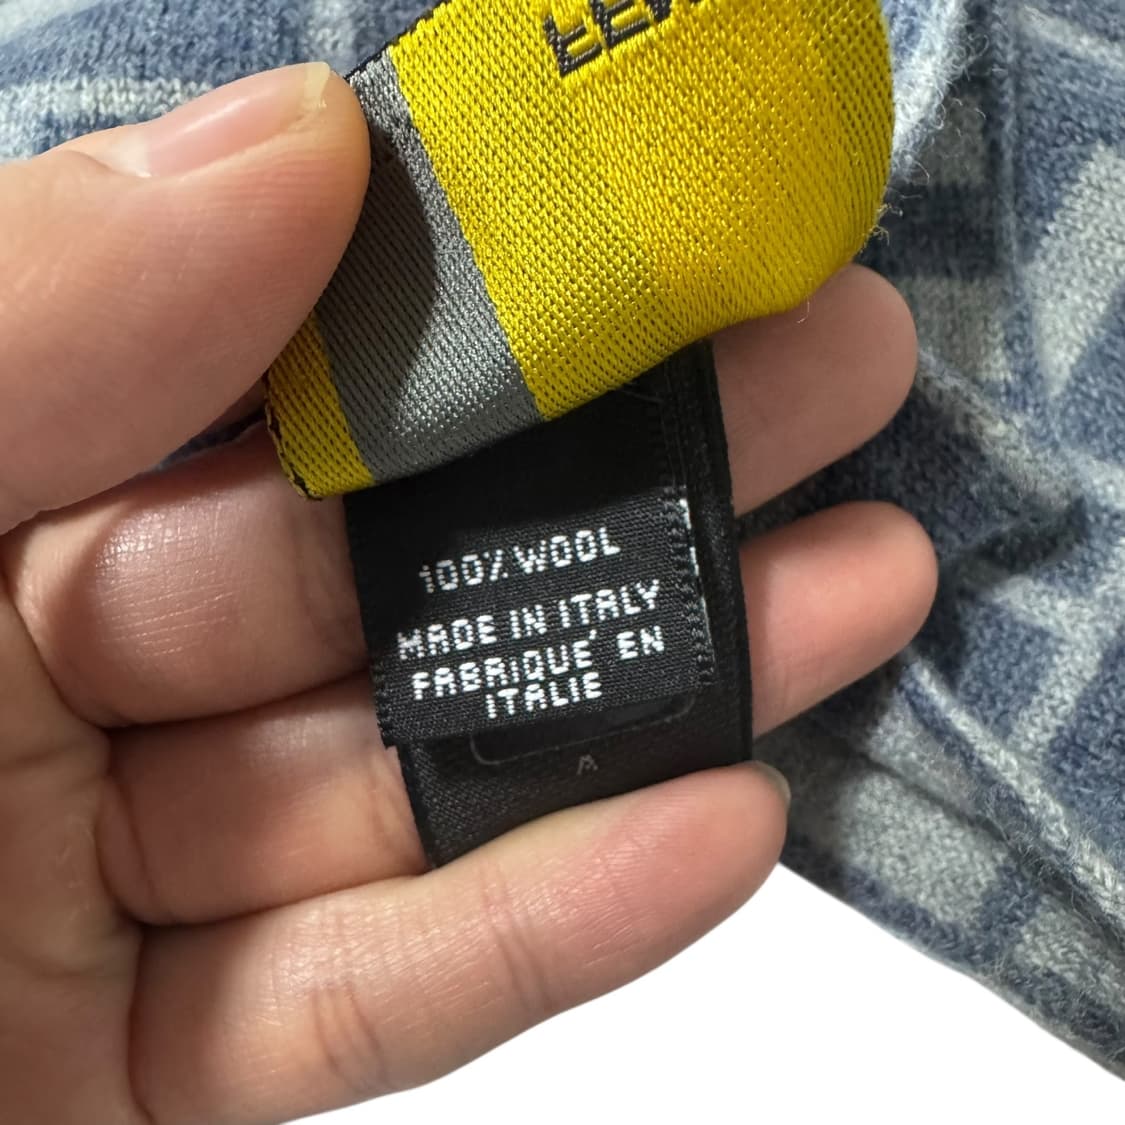 100% WOOL
MADE IN ITALY
FABRIQUE' EN
ITALIE
A